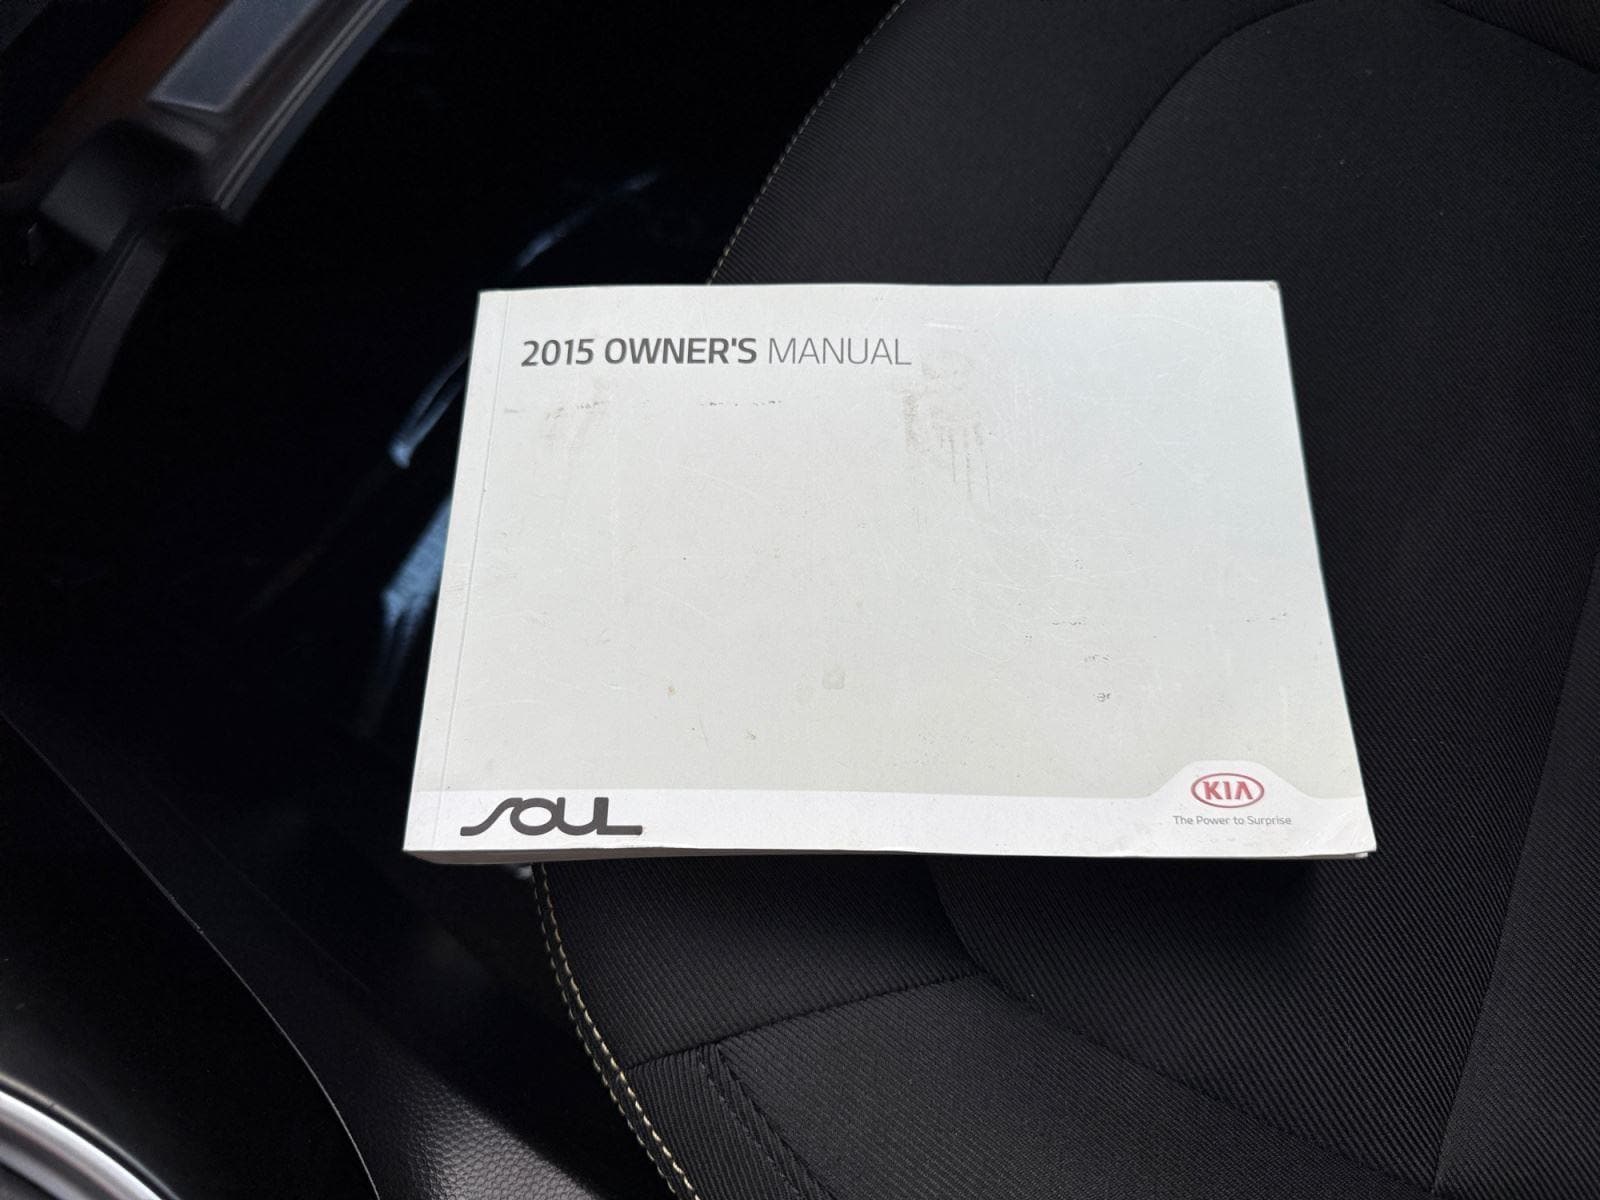 2015 OWNER'S MANUAL
SOUL
KIA
The Power to Surprise